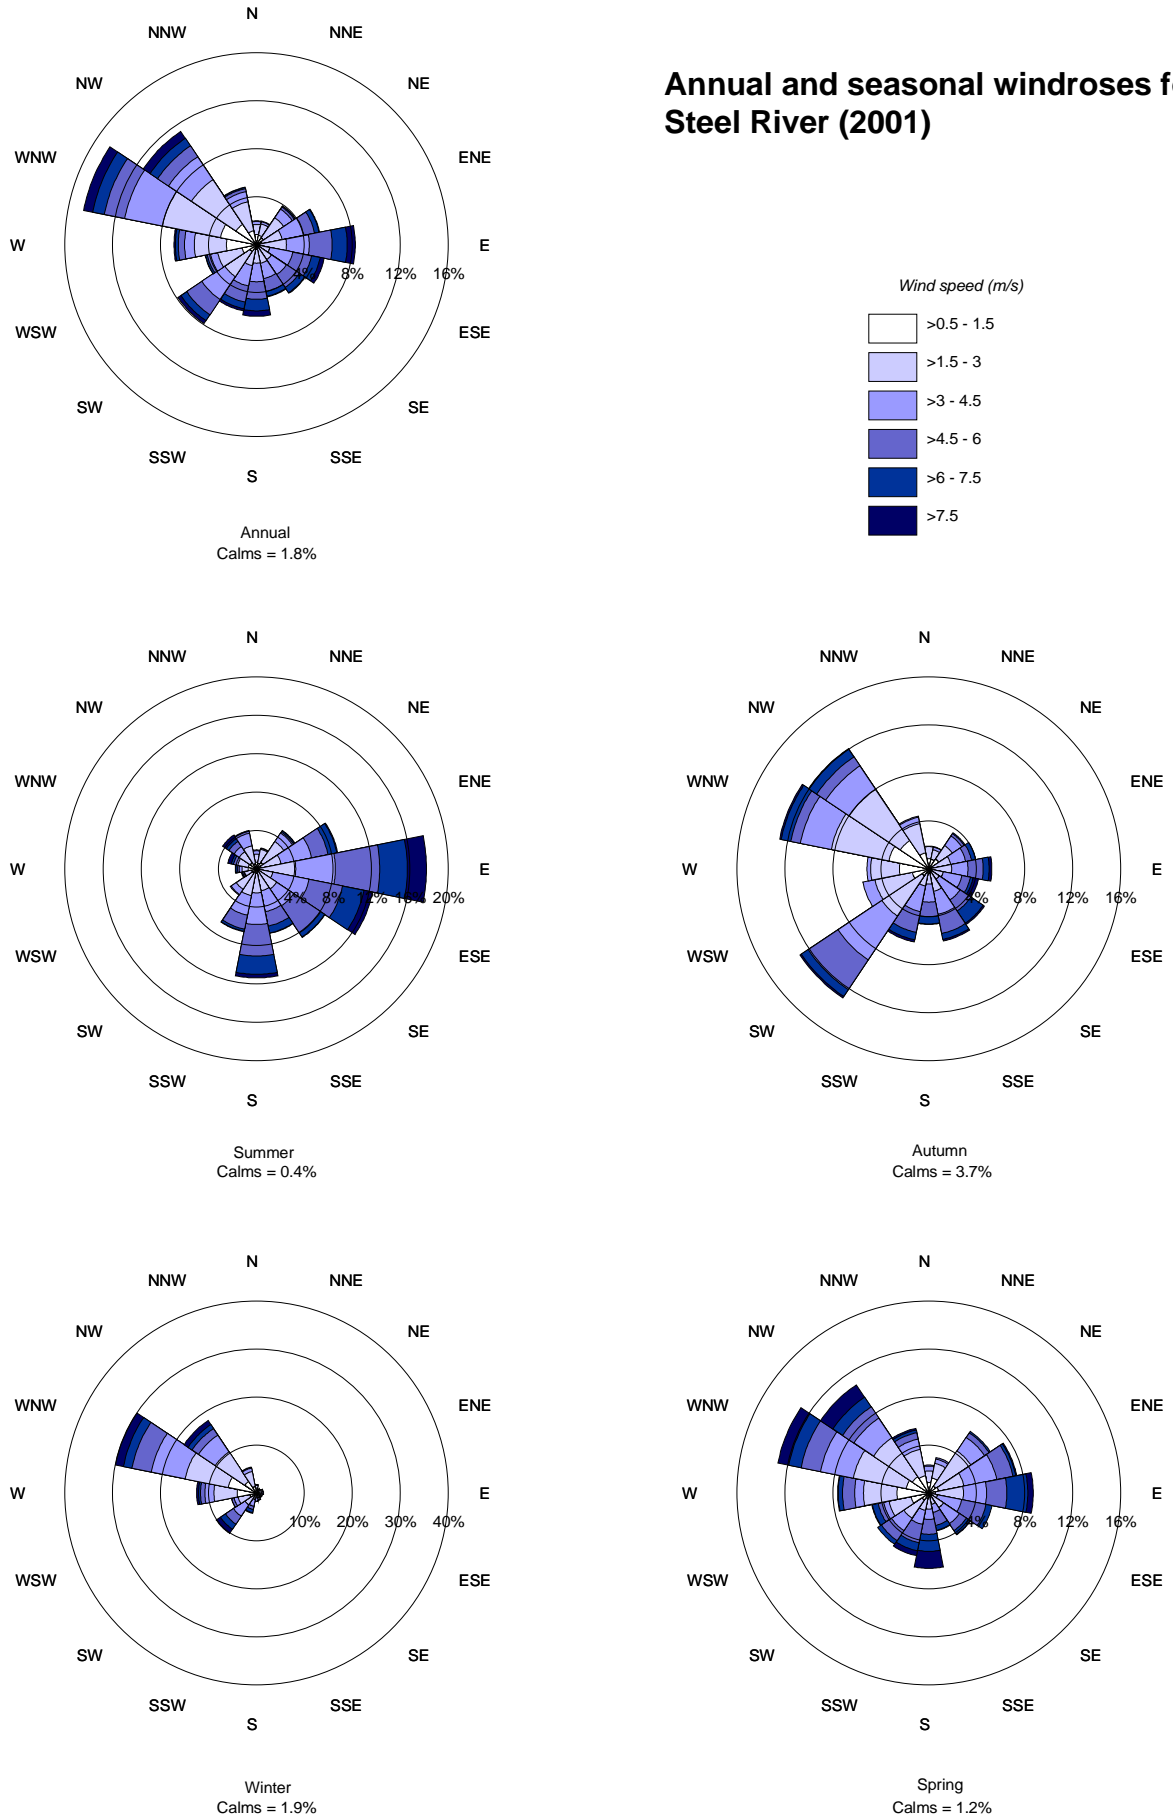 N
NNW
NNE
NW
NE
WNW
ENE
W
E
4%
8%
12%
16%
WSW
ESE
SW
SE
SSW
SSE
S
Annual
Calms = 1.8%
Annual and seasonal windroses f
Steel River (2001)
Wind speed (m/s)
>0.5 - 1.5
>1.5 - 3
>3 - 4.5
>4.5 - 6
>6 - 7.5
>7.5
N
NNW
NNE
NW
NE
WNW
ENE
W
E
4%
8%
12%
16%
20%
WSW
ESE
SW
SE
SSW
SSE
S
Summer
Calms = 0.4%
N
NNW
NNE
NW
NE
WNW
ENE
W
E
4%
8%
12%
16%
WSW
ESE
SW
SE
SSW
SSE
S
Autumn
Calms = 3.7%
N
NNW
NNE
NW
NE
WNW
ENE
W
E
10%
20%
30%
40%
WSW
ESE
SW
SE
SSW
SSE
S
Winter
Calms = 1.9%
N
NNW
NNE
NW
NE
WNW
ENE
W
E
4%
8%
12%
16%
WSW
ESE
SW
SE
SSW
SSE
S
Spring
Calms = 1.2%